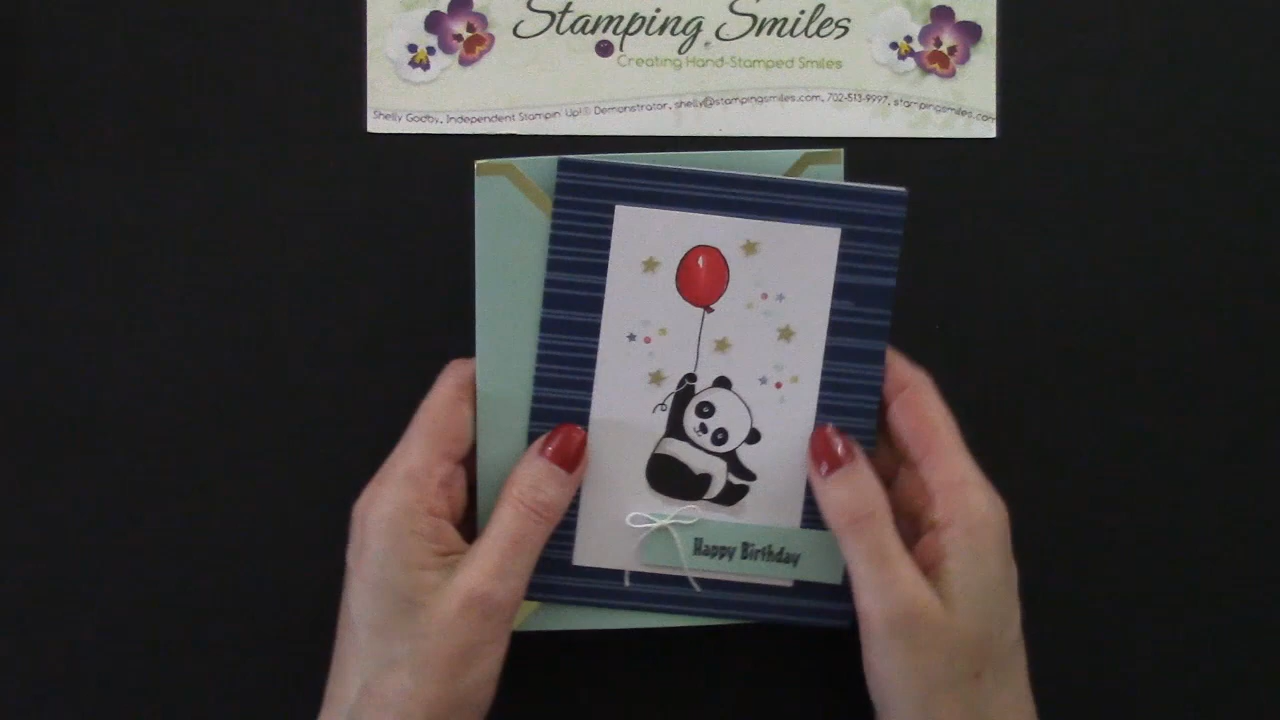 Stamping Smiles
Creating Hand-Stamped Smiles
Shelly Godby, Independent Stampin' Up!® Demonstrator, shelly@stampingsmiles.com, 702-513-9997, stampingsmiles.com
Happy Birthday